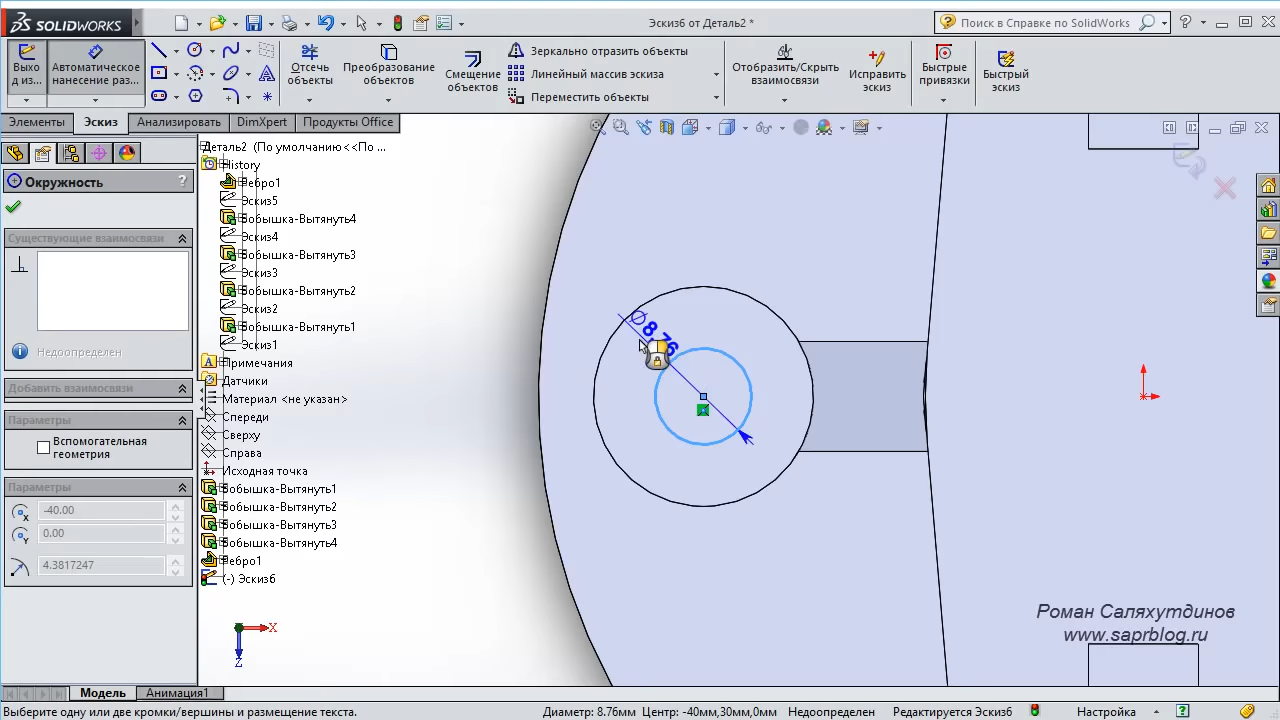 SOLIDWORKS
Эскиз6 от Деталь2 *
Поиск в Справке от SolidWorks
Выхо
д из...
Автоматическое
нанесение раз...
Отсечь
объекты
Преобразование
объектов
Смещение
объектов
Зеркально отразить объекты
Линейный массив эскиза
Переместить объекты
Отобразить/Скрыть
взаимосвязи
Исправить
эскиз
Быстрые
привязки
Быстрый
эскиз
Элементы
Эскиз
Анализировать
DimXpert
Продукты Office
Деталь2 (По умолчанию<<По ...
History
Ребро1
Эскиз5
Бобышка-Вытянуть4
Эскиз4
Бобышка-Вытянуть3
Эскиз3
Бобышка-Вытянуть2
Эскиз2
Бобышка-Вытянуть1
Эскиз1
Примечания
Датчики
Материал <не указан>
Спереди
Сверху
Справа
Исходная точка
Бобышка-Вытянуть1
Бобышка-Вытянуть2
Бобышка-Вытянуть3
Бобышка-Вытянуть4
Ребро1
(-) Эскиз6
Окружность
?
Существующие взаимосвязи
Недоопределен
Добавить взаимосвязи
Параметры
Вспомогательная
геометрия
Параметры
-40.00
0.00
4.3817247
∅8.76
X
Z
Роман Саляхутдинов
www.saprblog.ru
Модель
Анимация1
Выберите одну или две кромки/вершины и размещение текста.
Диаметр: 8.76мм Центр: -40мм,30мм,0мм
Недоопределен
Редактируется Эскиз6
Настройка